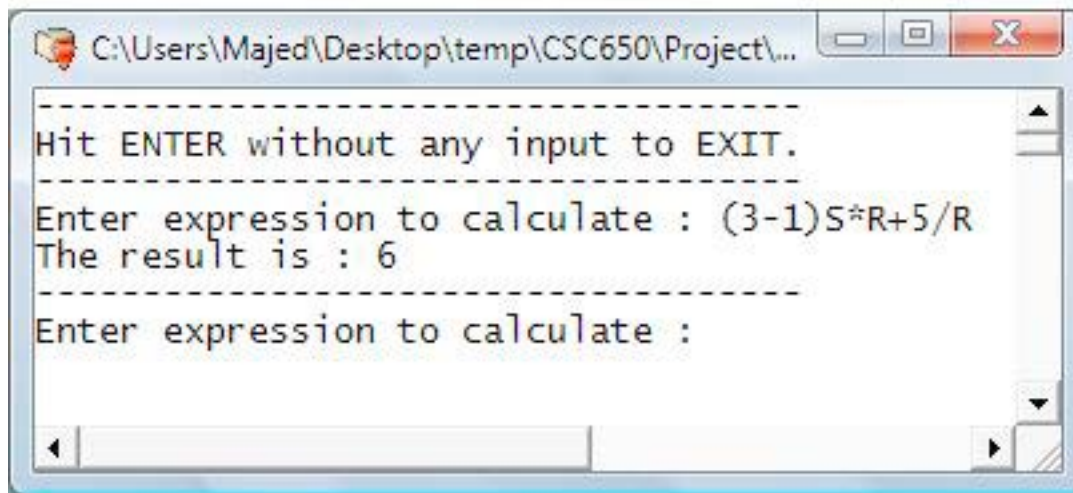 C:\Users\Majed\Desktop\temp\CSC650\Project\...
------------------------------------
Hit ENTER without any input to EXIT.
------------------------------------
Enter expression to calculate : (3-1)S*R+5/R
The result is : 6
------------------------------------
Enter expression to calculate :